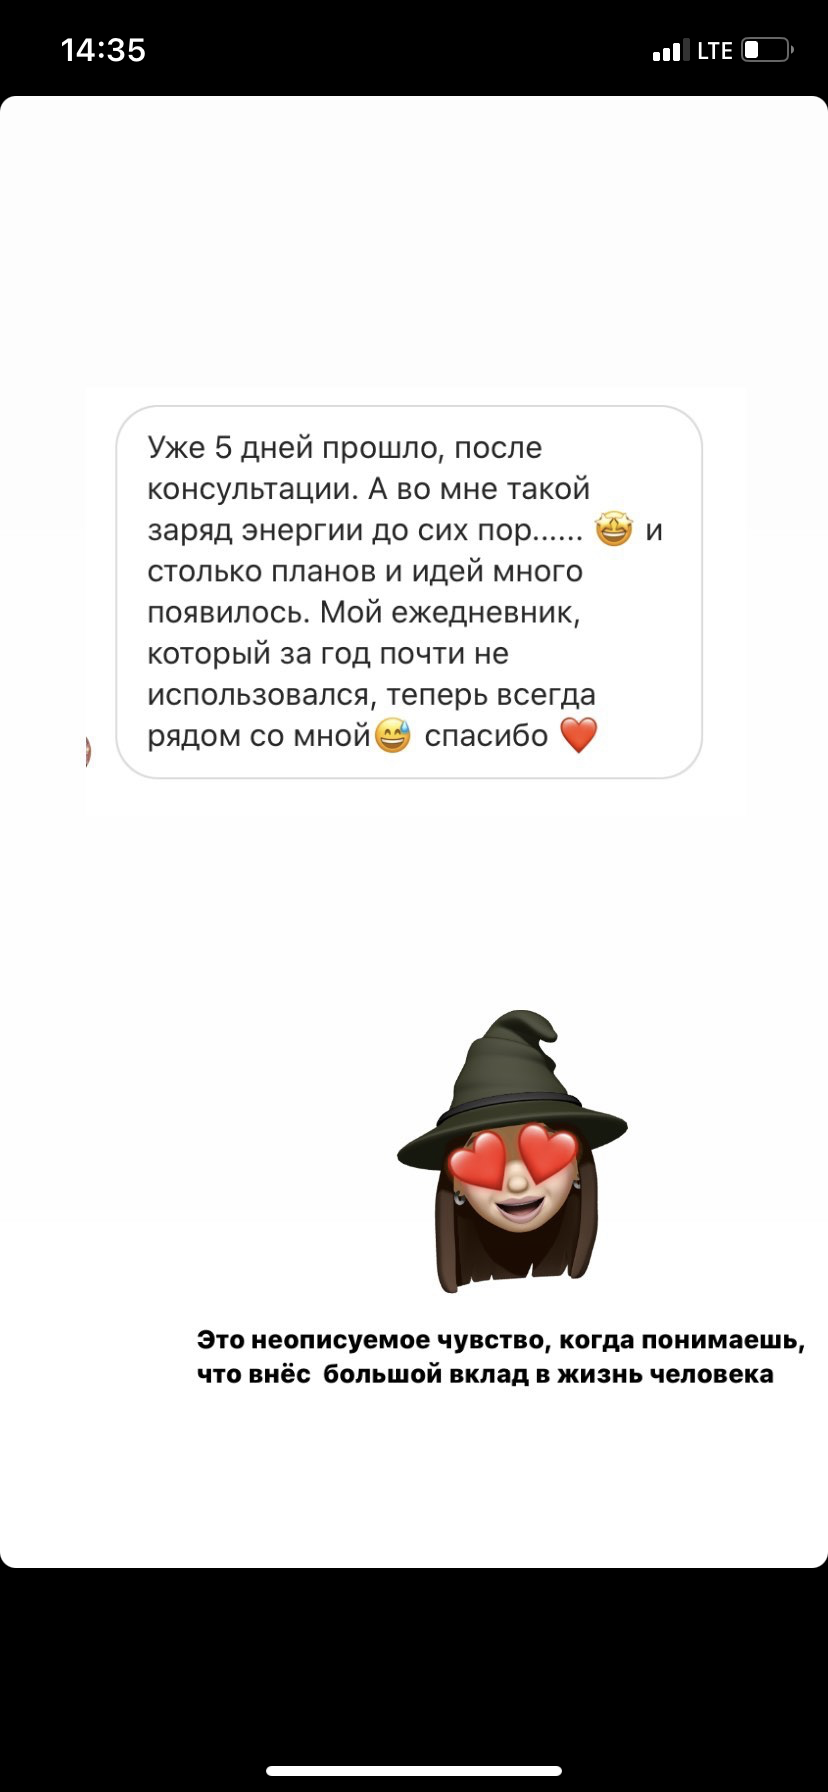 14:35
LTE
Уже 5 дней прошло, после
консультации. А во мне такой
заряд энергии до сих пор...... 🤩 и
столько планов и идей много
появилось. Мой ежедневник,
который за год почти не
использовался, теперь всегда
рядом со мной😅 спасибо ❤️
Это неописуемое чувство, когда понимаешь,
что внёс  большой вклад в жизнь человека